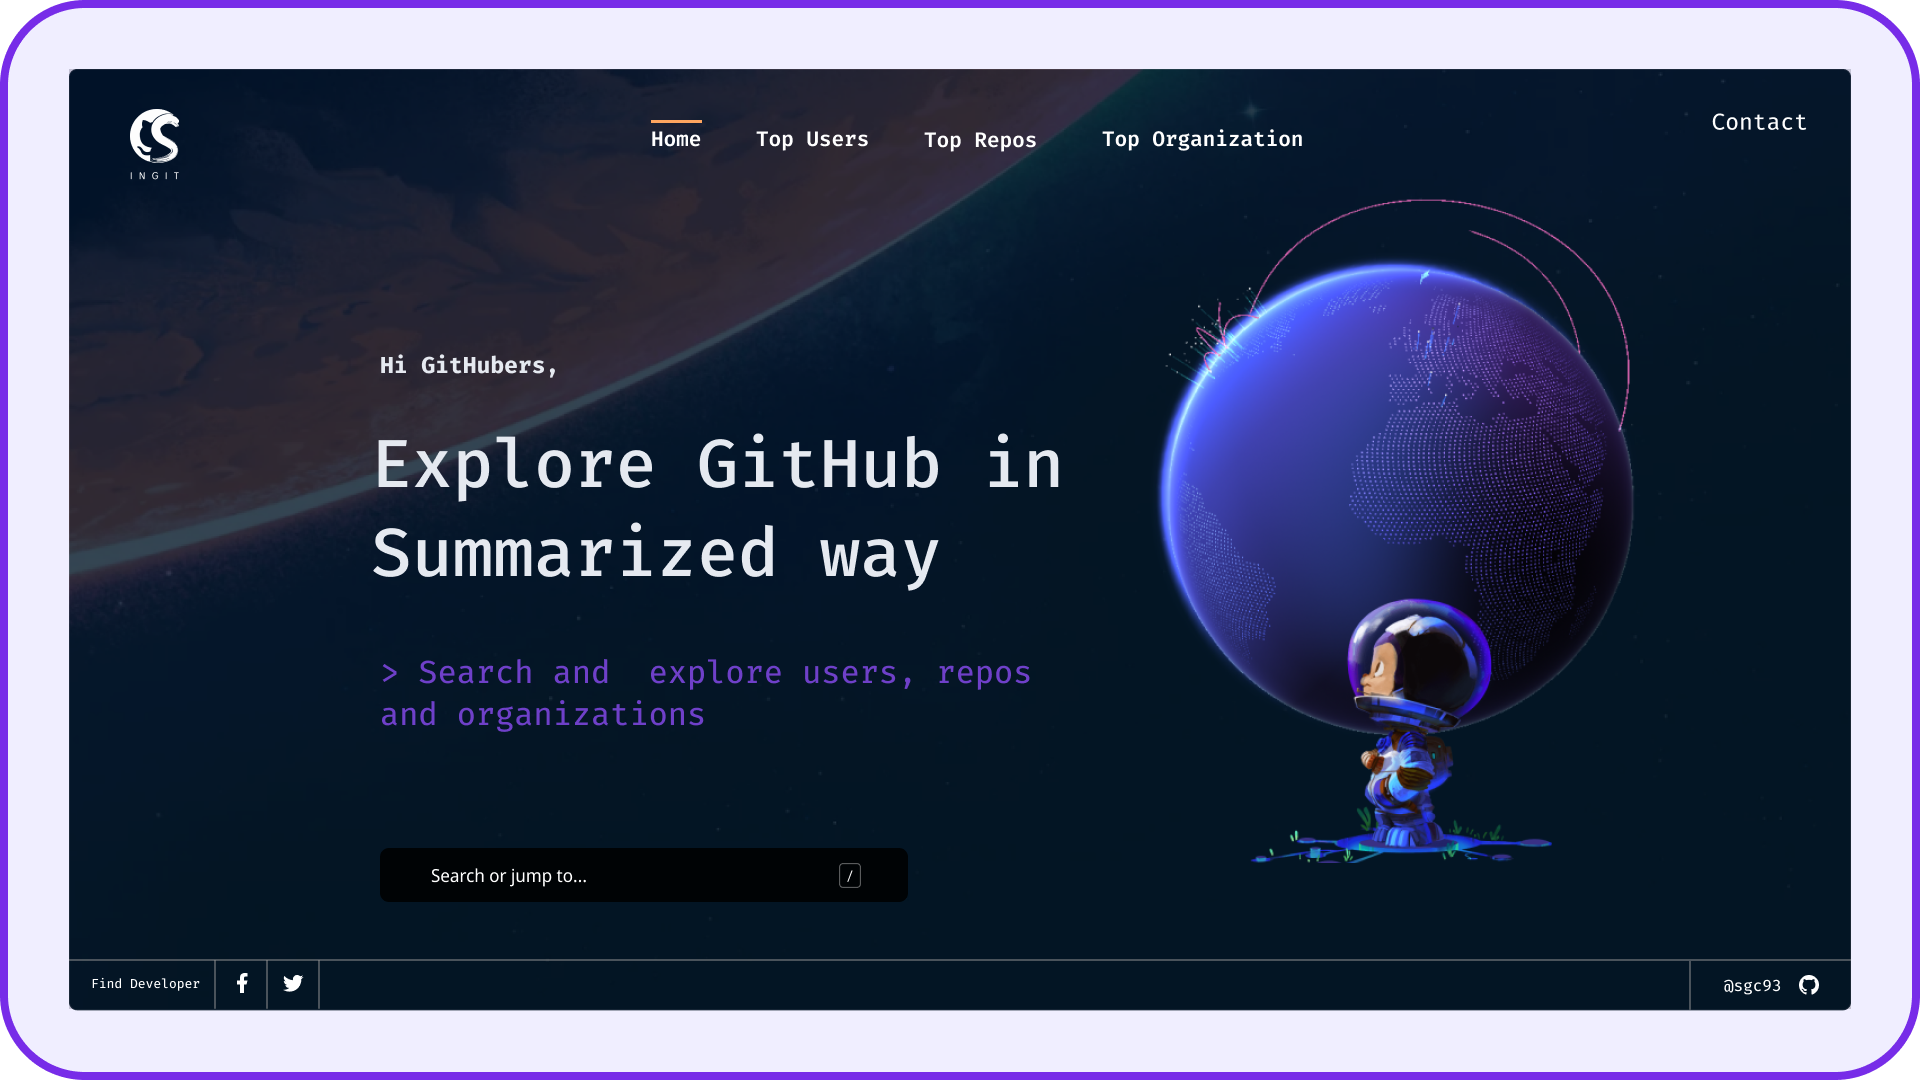 INGIT
Home Top Users Top Repos Top Organization
Contact
Hi GitHubers,
Explore GitHub in
Summarized way
> Search and  explore users, repos
and organizations
Search or jump to...
/
Find Developer
@sgc93